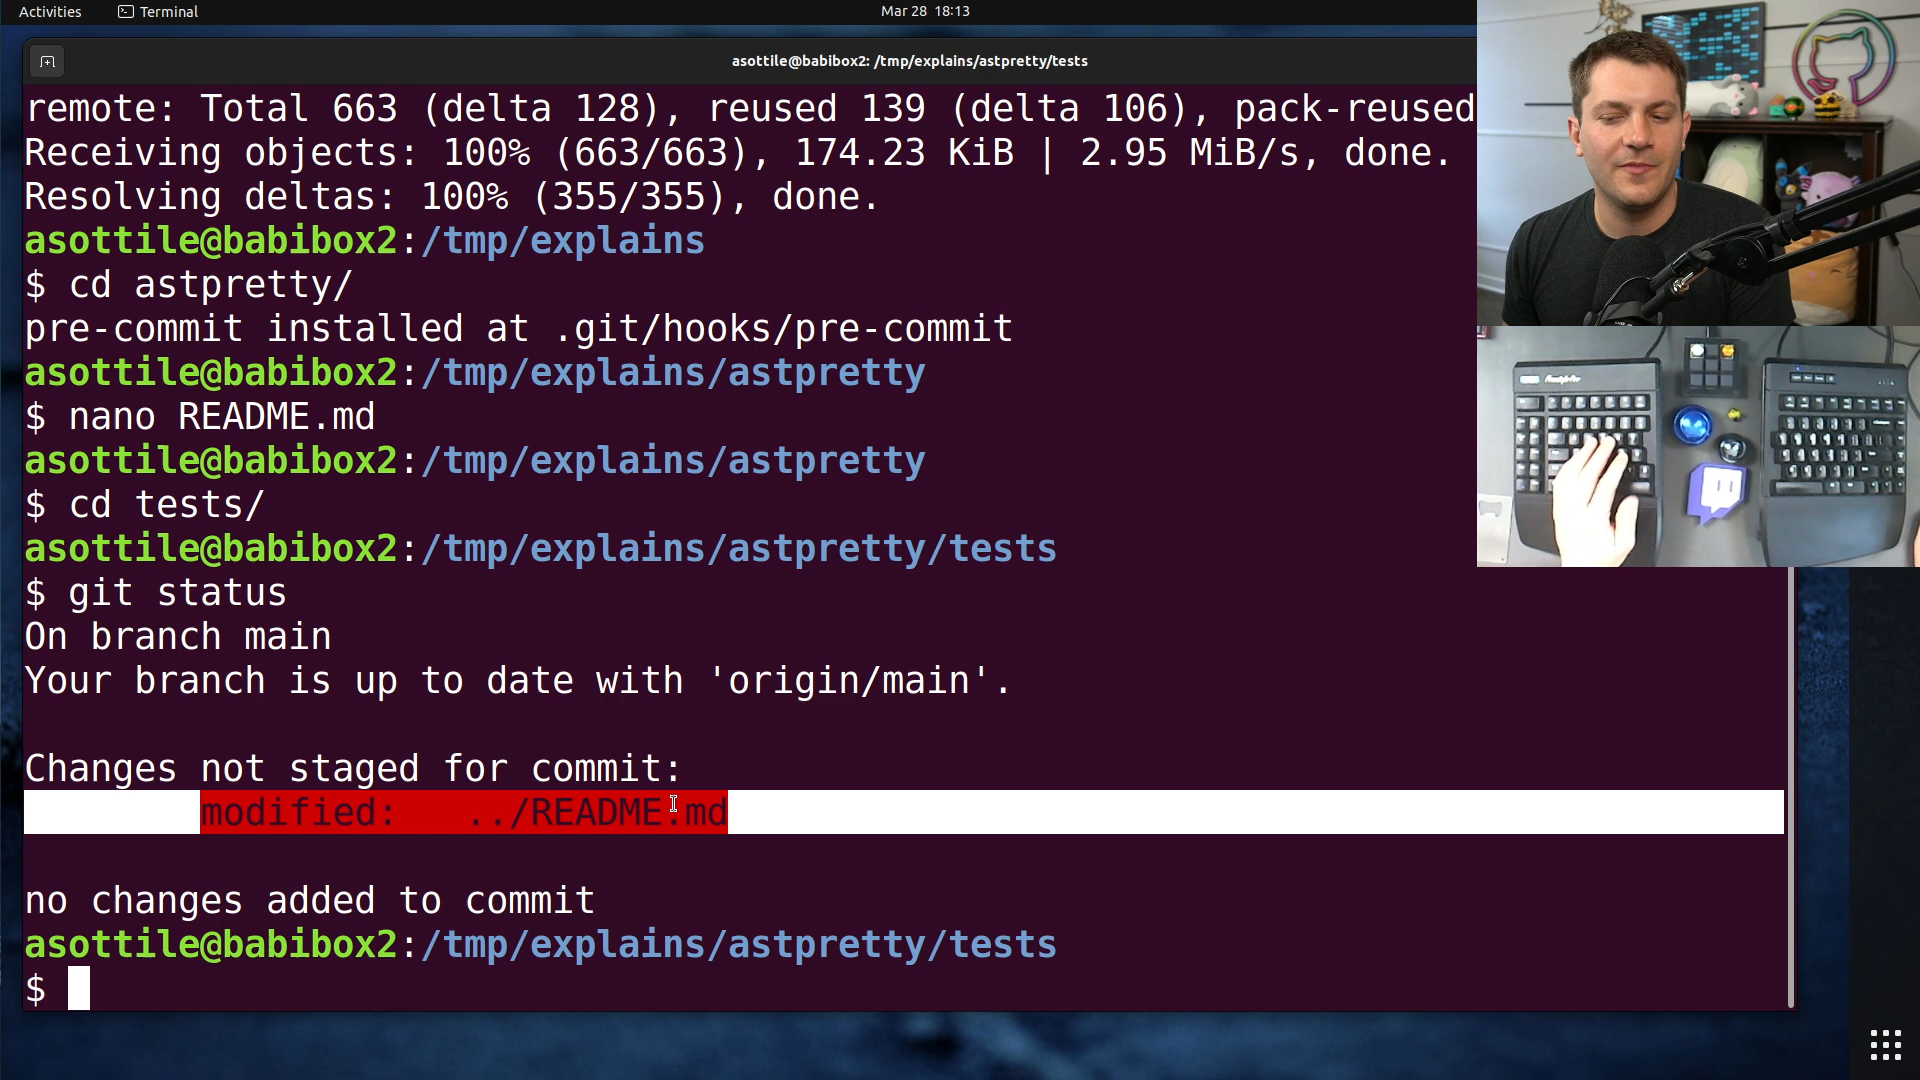 Activities
Terminal
Mar 28 18:13
asottile@babibox2: /tmp/explains/astpretty/tests
remote: Total 663 (delta 128), reused 139 (delta 106), pack-reused
Receiving objects: 100% (663/663), 174.23 KiB | 2.95 MiB/s, done.
Resolving deltas: 100% (355/355), done.
asottile@babibox2:/tmp/explains
$ cd astpretty/
pre-commit installed at .git/hooks/pre-commit
asottile@babibox2:/tmp/explains/astpretty
$ nano README.md
asottile@babibox2:/tmp/explains/astpretty
$ cd tests/
asottile@babibox2:/tmp/explains/astpretty/tests
$ git status
On branch main
Your branch is up to date with 'origin/main'.
Changes not staged for commit:
modified:   ../README.md
no changes added to commit
asottile@babibox2:/tmp/explains/astpretty/tests
$